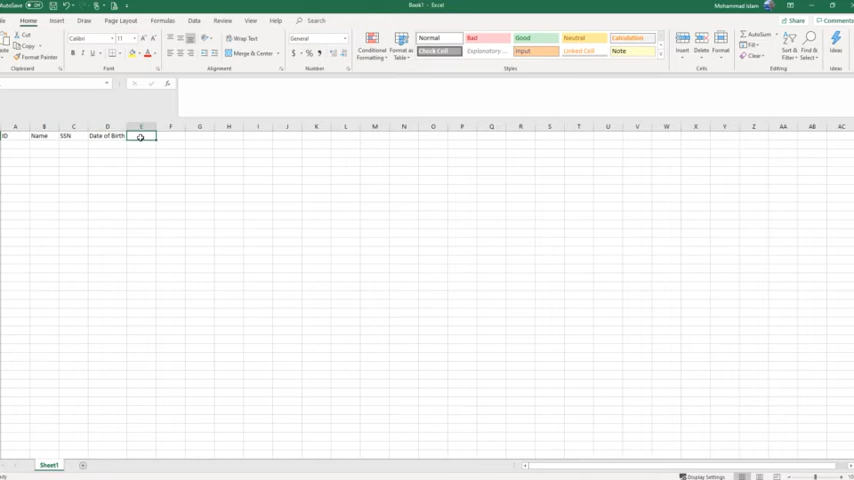 AutoSave Off Book1 - Excel Mohammad Islam
Home Insert Draw Page Layout Formulas Data Review View Help Search Share Comments
Cut Calibri 11 Wrap Text General Normal Bad Good Neutral Calculation AutoSum
Copy Fill
Format Painter Merge & Center Conditional Formatting Format as Table Check Cell Explanatory... Input Linked Cell Note Insert Delete Format Clear Sort & Filter Find & Select Ideas
Clipboard Font Alignment Number Styles Cells Editing Ideas
A B C D E F G H I J K L M N O P Q R S T U V W X Y Z AA AB AC
ID Name SSN Date of Birth
Sheet1
Display Settings